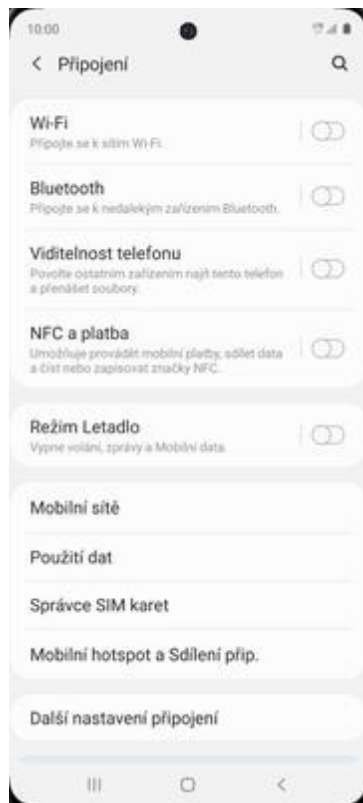 10:00
Připojení
Wi-Fi
Připojte se k sítím Wi-Fi.
Bluetooth
Připojte se k nedalekým zařízením Bluetooth.
Viditelnost telefonu
Povolte ostatním zařízením najít tento telefon
a přenášet soubory.
NFC a platba
Umožňuje provádět mobilní platby, sdílet data
a číst nebo zapisovat značky NFC.
Režim Letadlo
Vypne volání, zprávy a Mobilní data.
Mobilní sítě
Použití dat
Správce SIM karet
Mobilní hotspot a Sdílení přip.
Další nastavení připojení